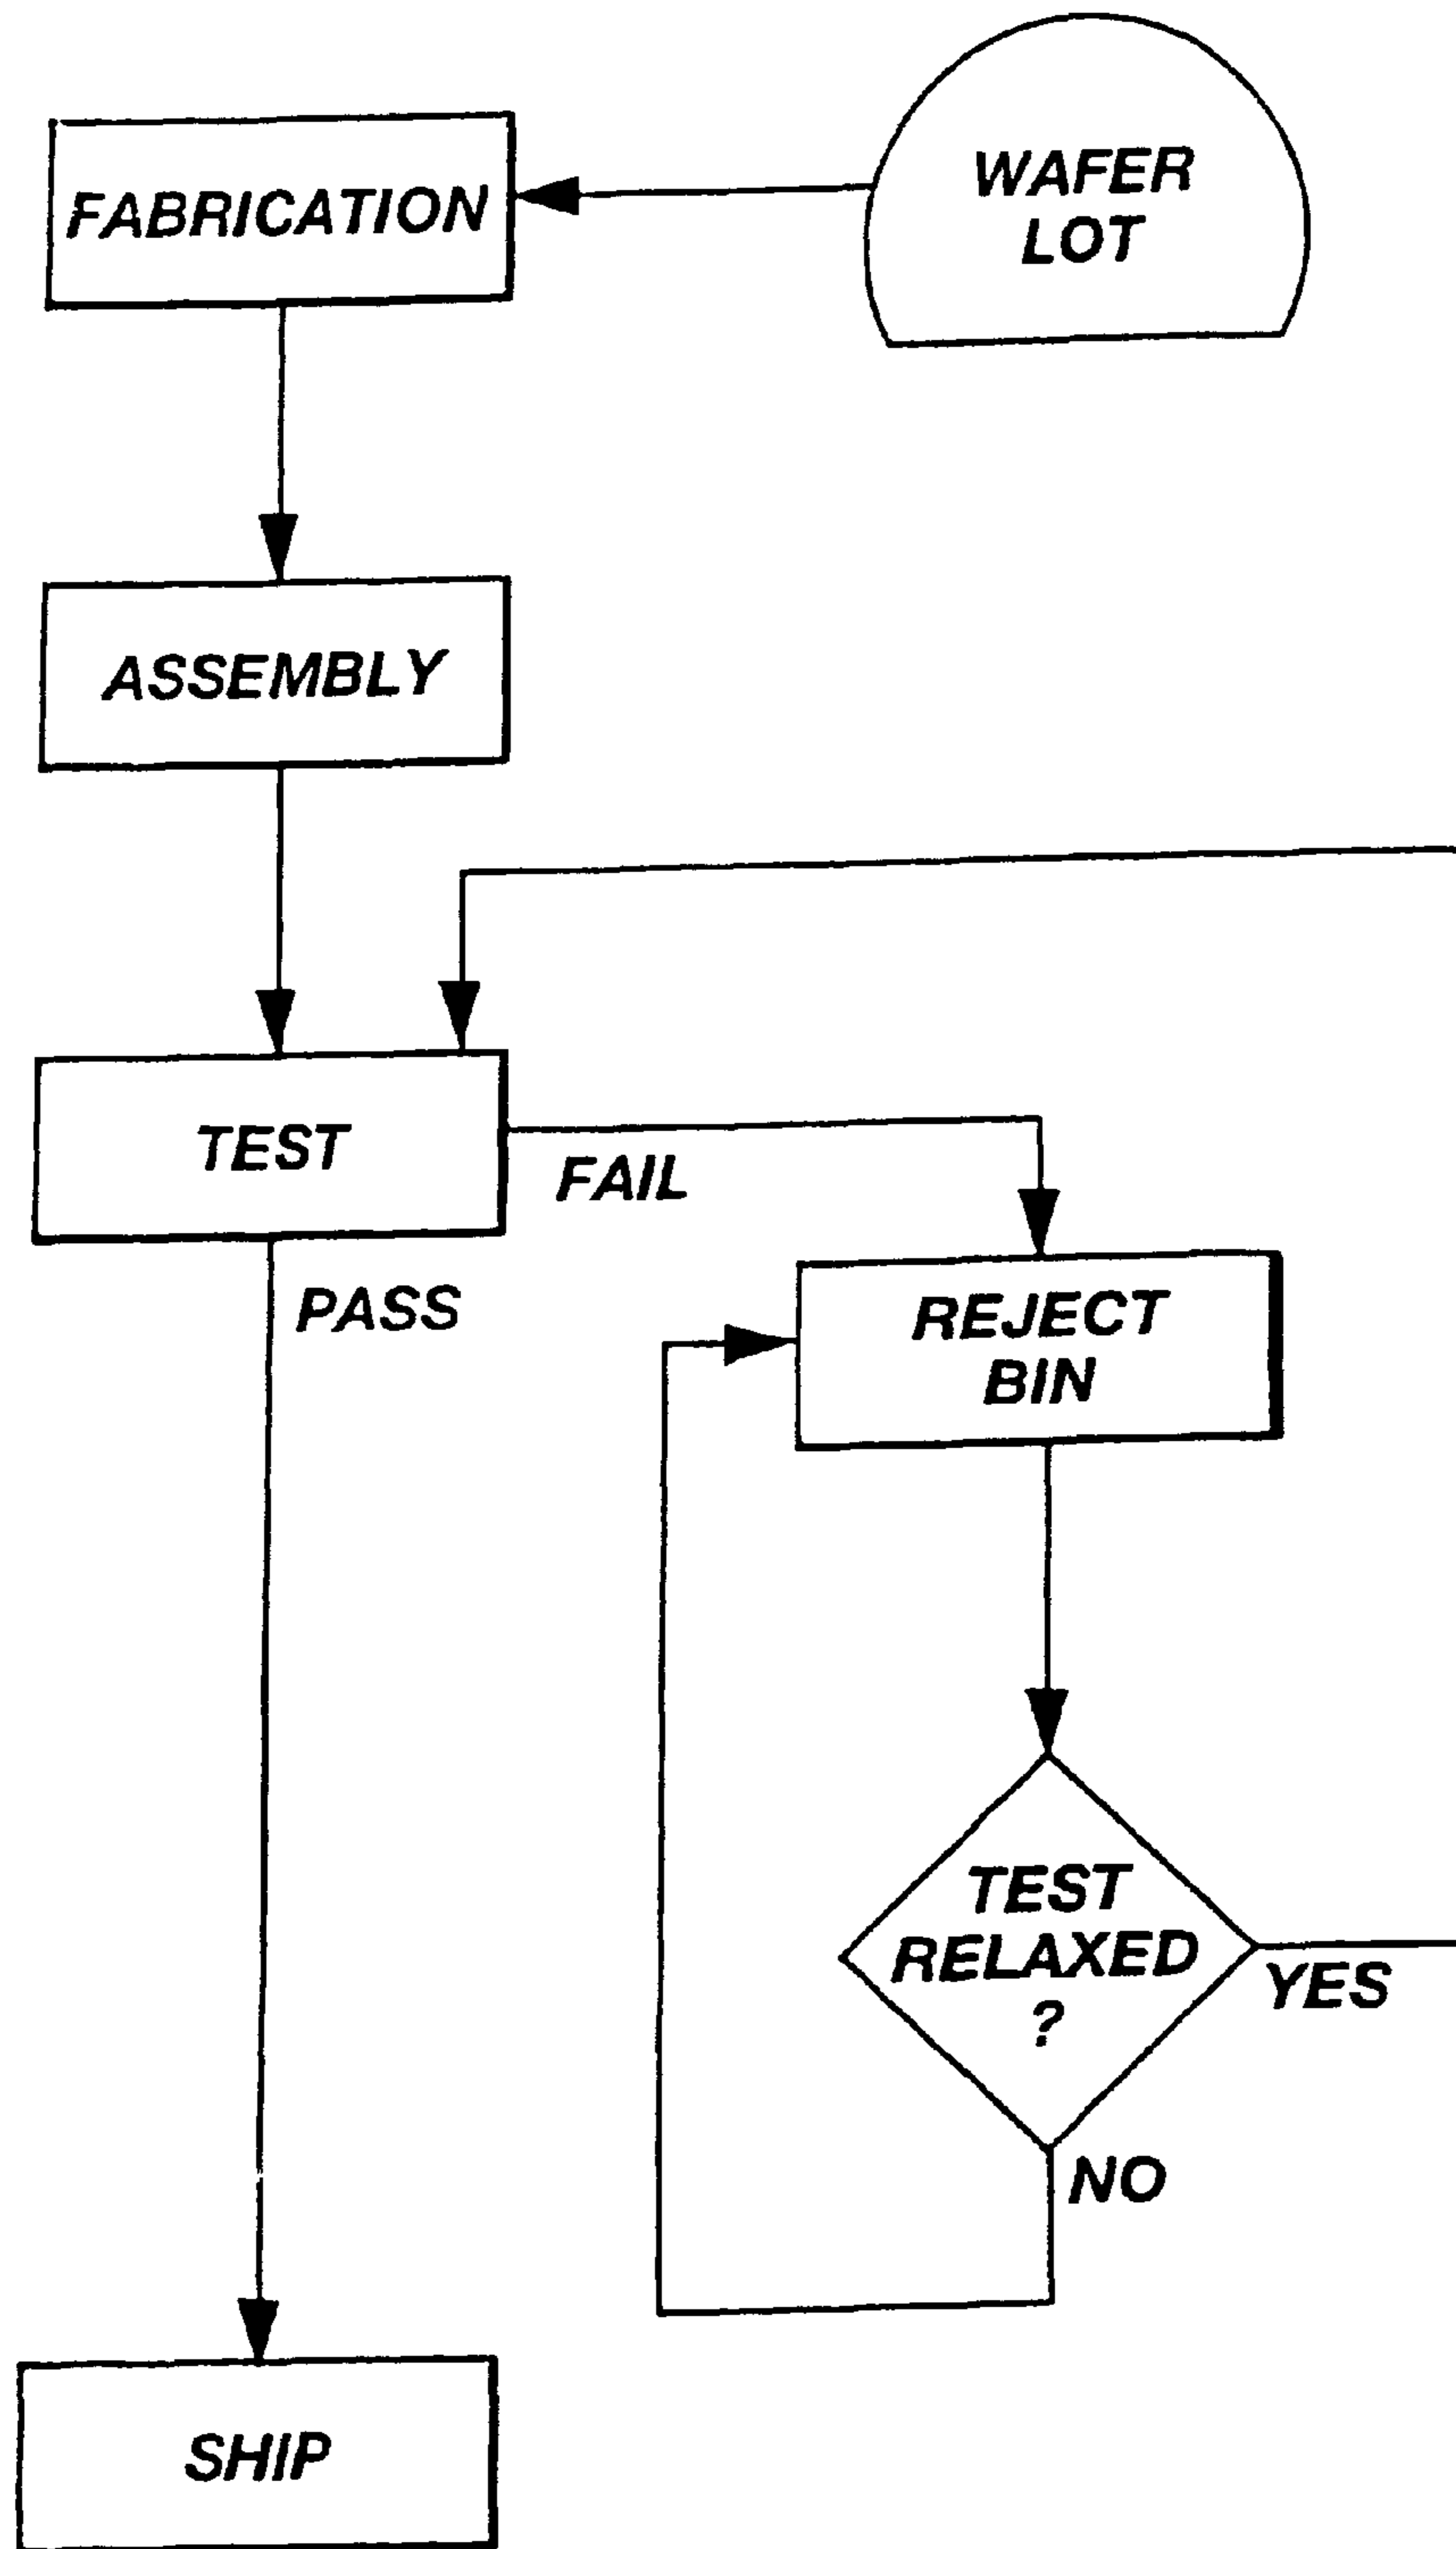 WAFER
LOT
FABRICATION
ASSEMBLY
TEST
FAIL
PASS
REJECT
BIN
TEST
RELAXED
?
YES
NO
SHIP